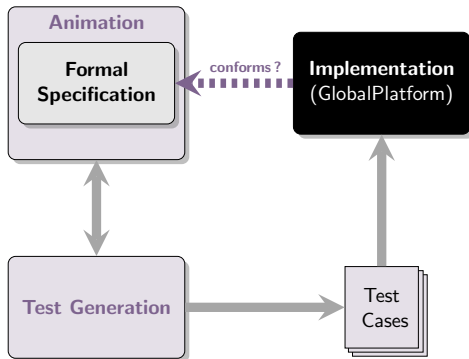 Animation
Formal
Specification
conforms ?
Implementation
(GlobalPlatform)
Test Generation
Test
Cases